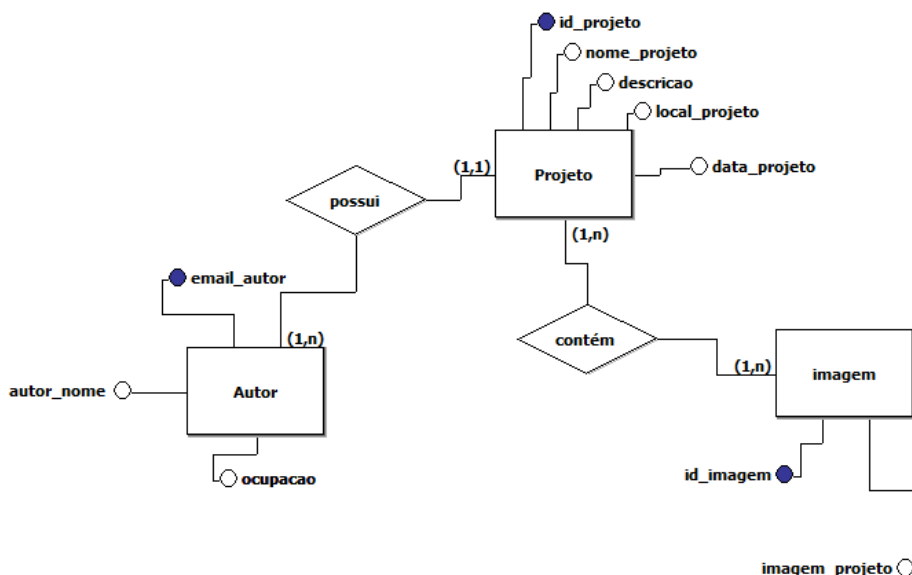 id_projeto
nome_projeto
descricao
local_projeto
(1,1)
Projeto
data_projeto
possui
(1,n)
email_autor
(1,n)
contém
(1,n)
imagem
autor_nome
Autor
id_imagem
ocupacao
imagem_projeto